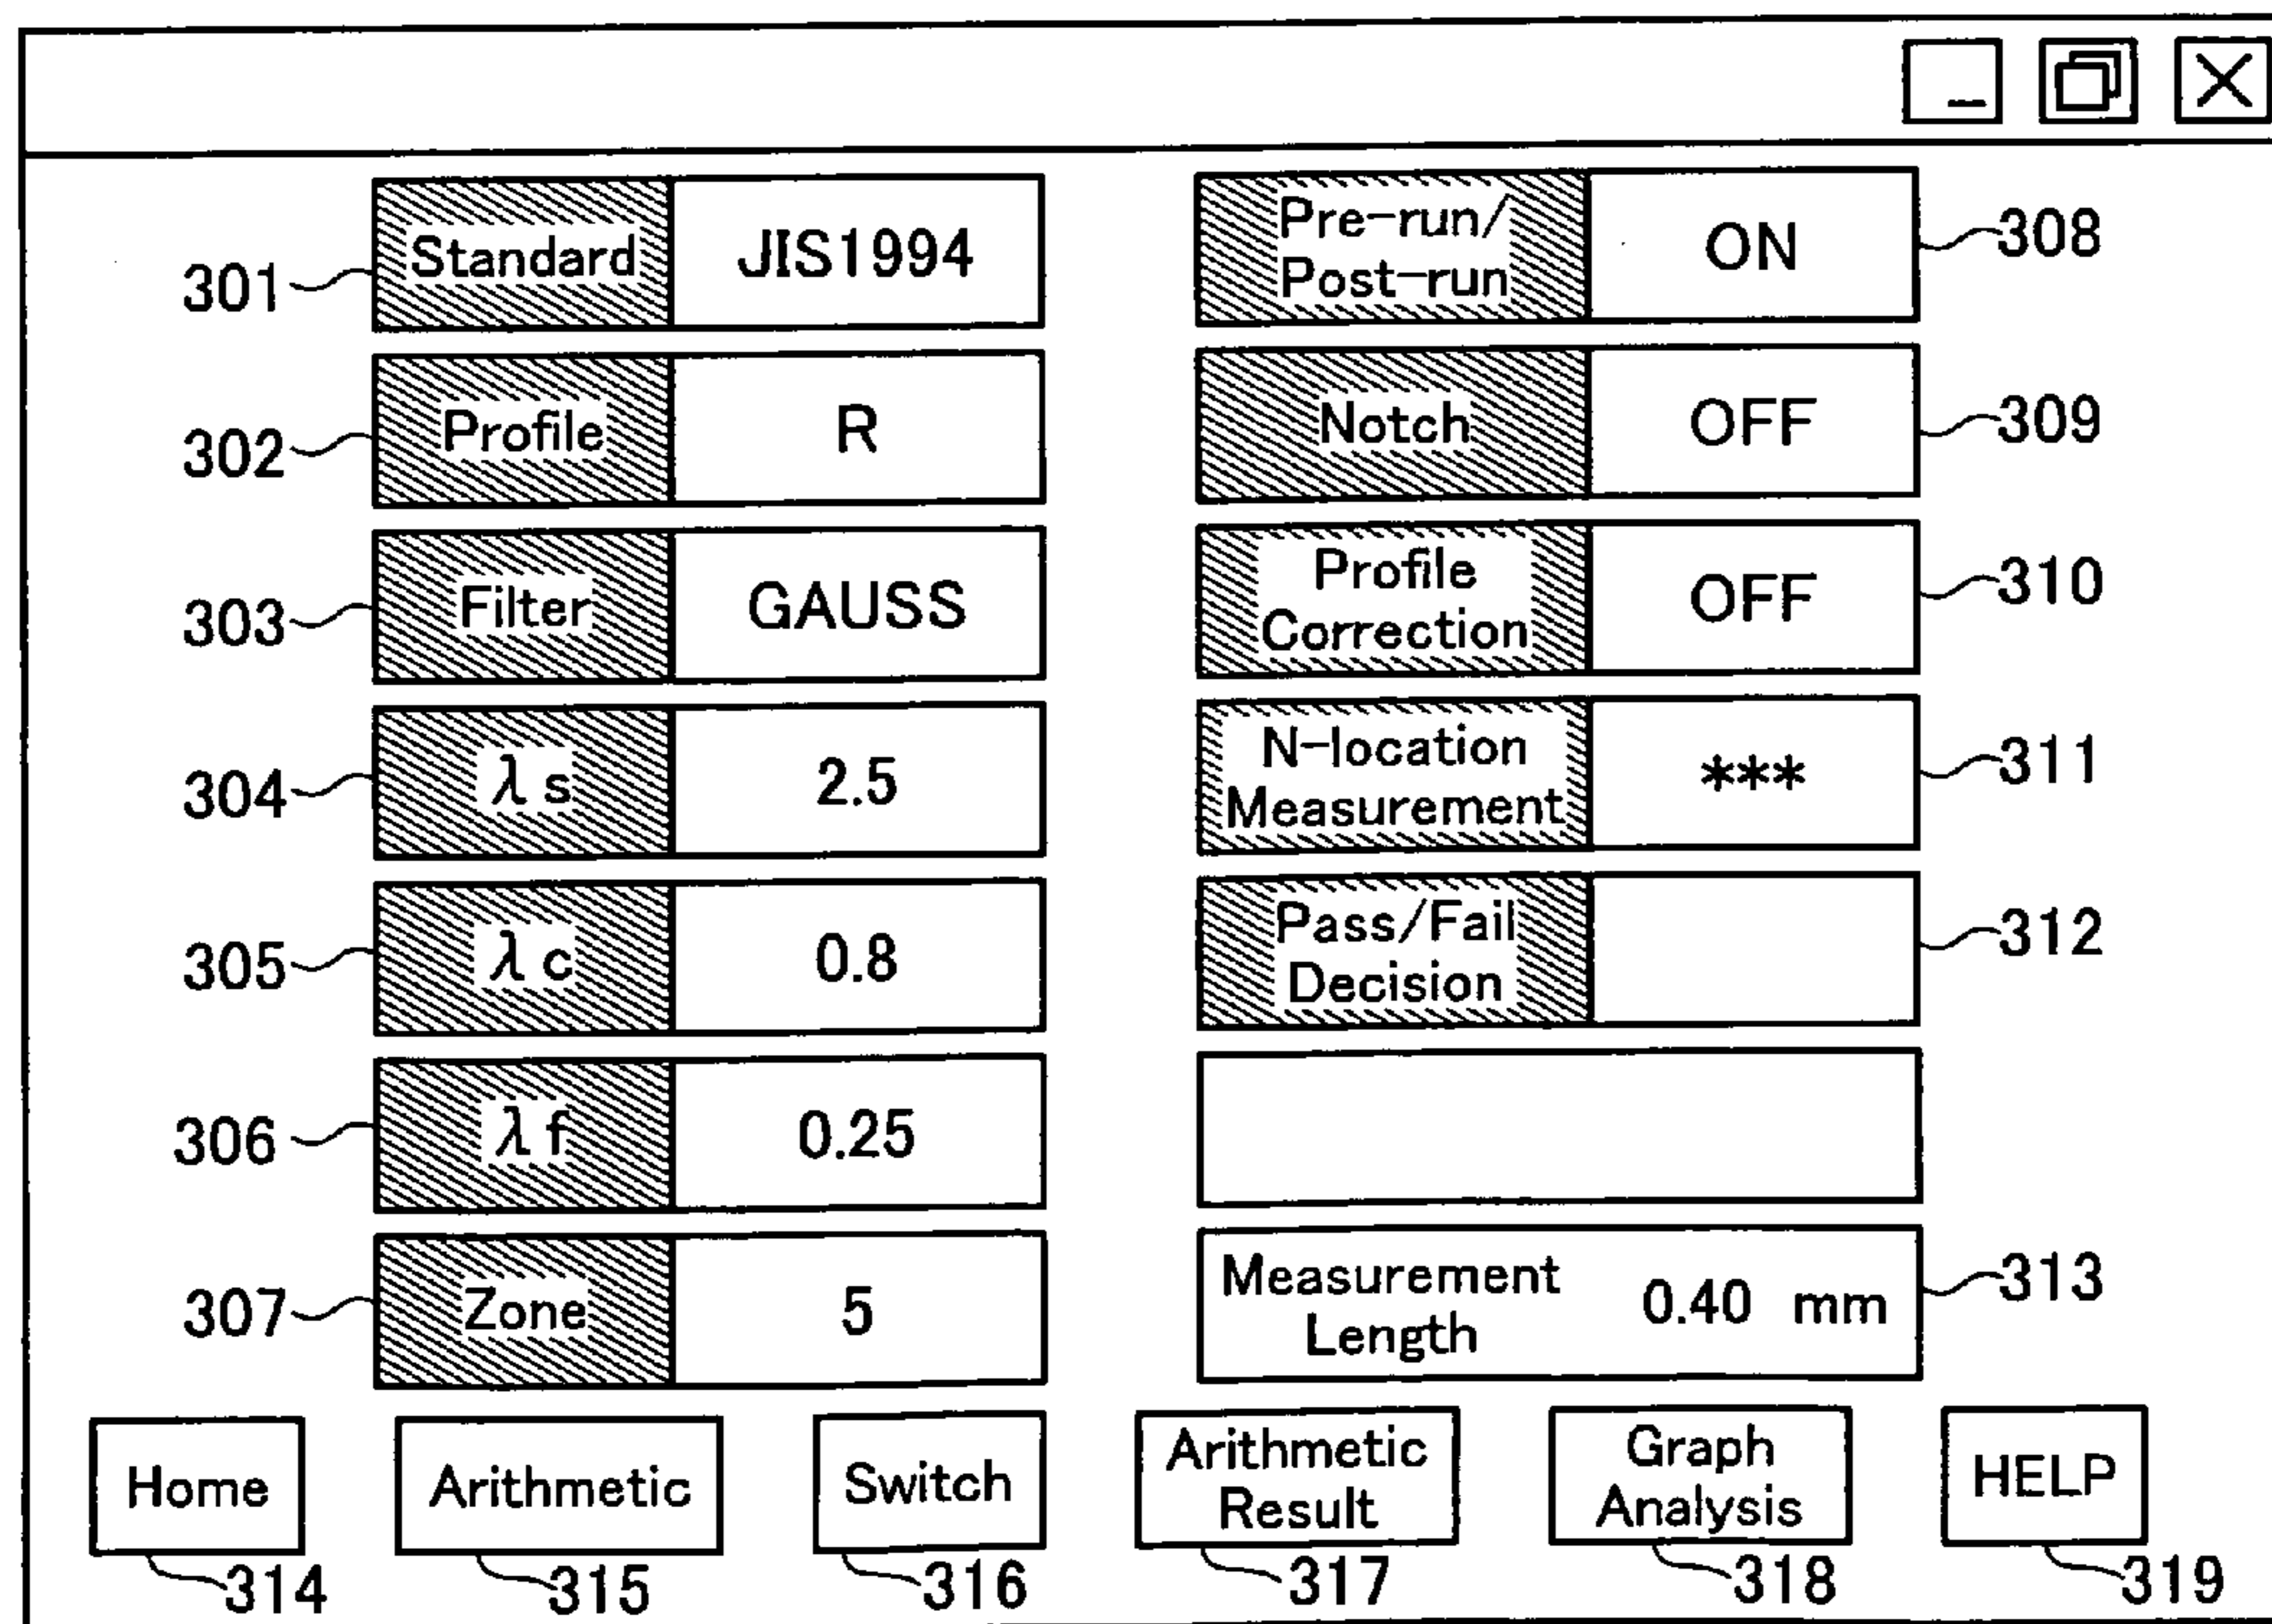 Standard JIS1994
301
Profile R
302
Filter GAUSS
303
λs 2.5
304
λc 0.8
305
λf 0.25
306
Zone 5
307
Pre-run/
Post-run
ON
308
Notch OFF
309
Profile
Correction
OFF
310
N-location
Measurement
***
311
Pass/Fail
Decision
312
Measurement
Length
0.40 mm
313
Home
314
Arithmetic
315
Switch
316
Arithmetic
Result
317
Graph
Analysis
318
HELP
319